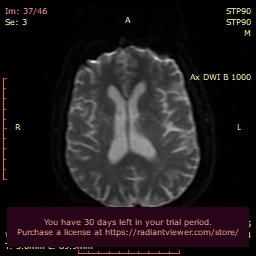 Im: 37/46
Se: 3
A
STP90
STP90
M
Ax DWI B 1000
R
L
You have 30 days left in your trial period.
Purchase a license at https://radiantviewer.com/store/